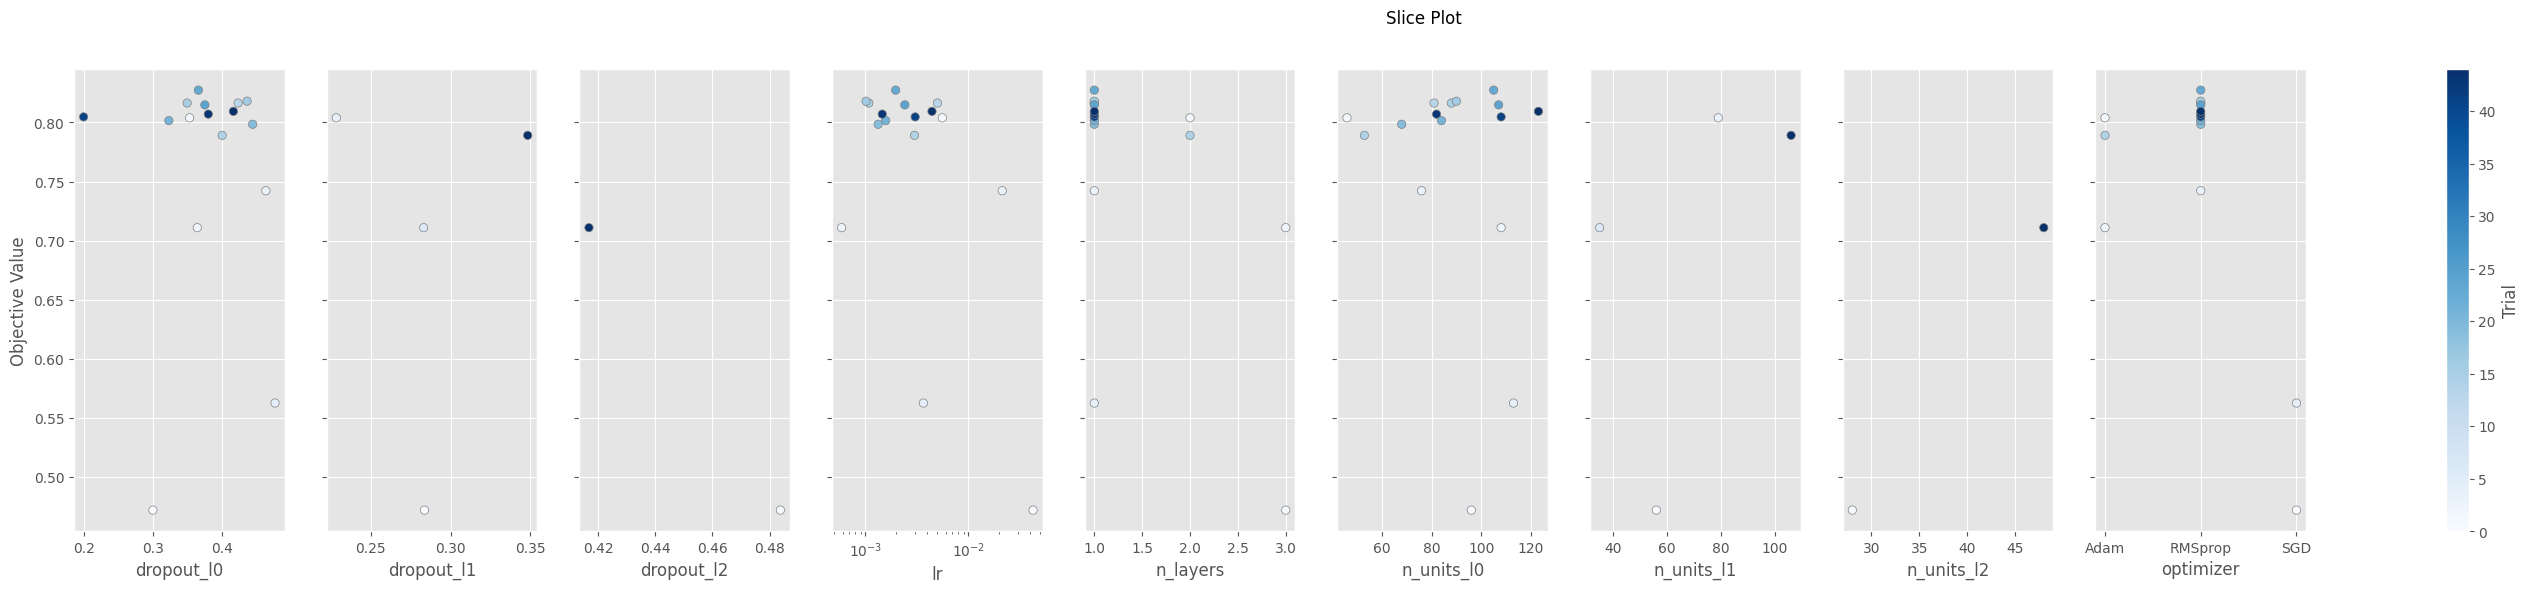 Slice Plot
Objective Value
0.80
0.75
0.70
0.65
0.60
0.55
0.50
0.2 0.3 0.4
dropout_l0
0.25 0.30 0.35
dropout_l1
0.42 0.44 0.46 0.48
dropout_l2
10⁻³ 10⁻²
lr
1.0 1.5 2.0 2.5 3.0
n_layers
60 80 100 120
n_units_l0
40 60 80 100
n_units_l1
30 35 40 45
n_units_l2
Adam RMSprop SGD
optimizer
40
35
30
25
20
15
10
5
0
Trial